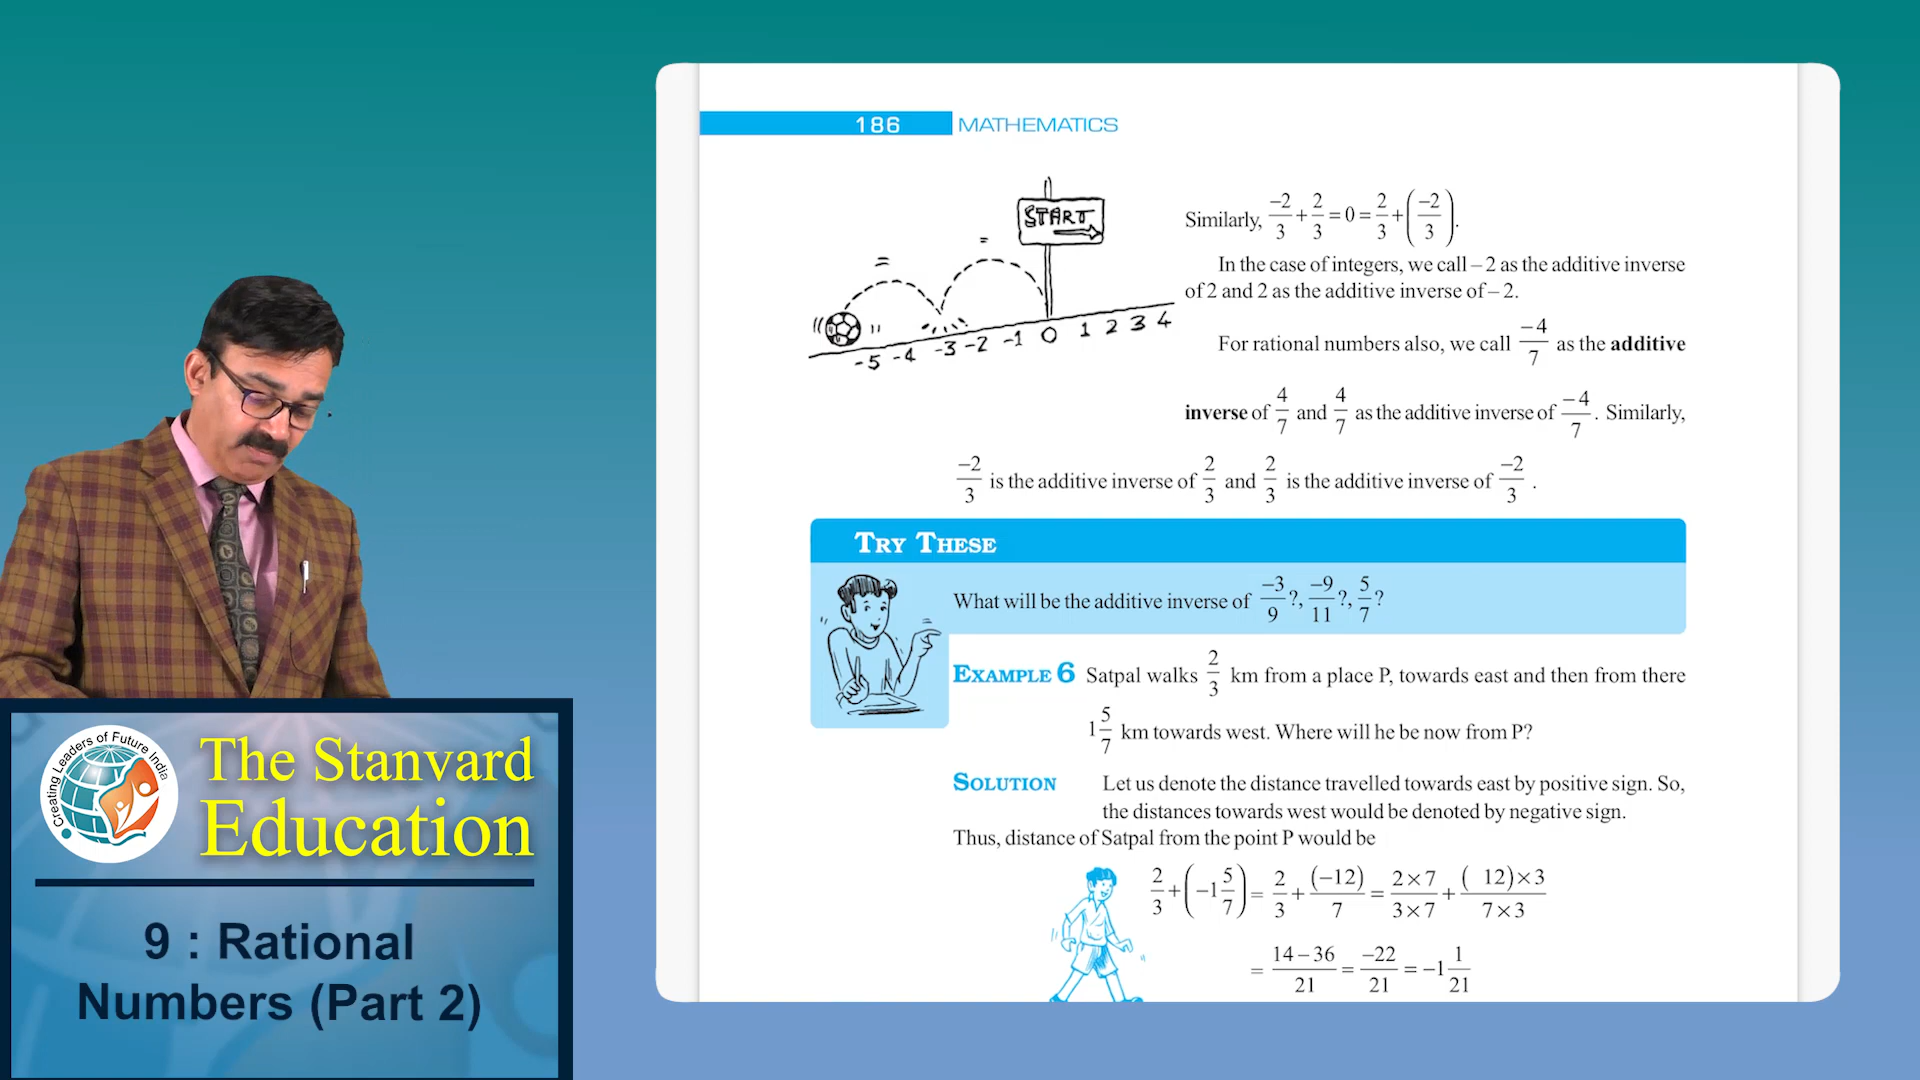 186 MATHEMATICS
START
-5 -4 -3 -2 -1 0 1 2 3 4
Similarly, −2/3 + 2/3 = 0 = 2/3 + (−2/3).
In the case of integers, we call – 2 as the additive inverse
of 2 and 2 as the additive inverse of – 2.
For rational numbers also, we call −4/7 as the additive
inverse of 4/7 and 4/7 as the additive inverse of −4/7. Similarly,
−2/3 is the additive inverse of 2/3 and 2/3 is the additive inverse of −2/3.
TRY THESE
What will be the additive inverse of −3/9?, −9/11?, 5/7?
EXAMPLE 6 Satpal walks 2/3 km from a place P, towards east and then from there
1 5/7 km towards west. Where will he be now from P?
SOLUTION Let us denote the distance travelled towards east by positive sign. So,
the distances towards west would be denoted by negative sign.
Thus, distance of Satpal from the point P would be
2/3 + (−1 5/7) = 2/3 + (−12)/7 = 2×7/3×7 + ( 12)×3/7×3
= 14−36/21 = −22/21 = −1 1/21
Creating Leaders of Future India
The Stanvard
Education
9 : Rational
Numbers (Part 2)